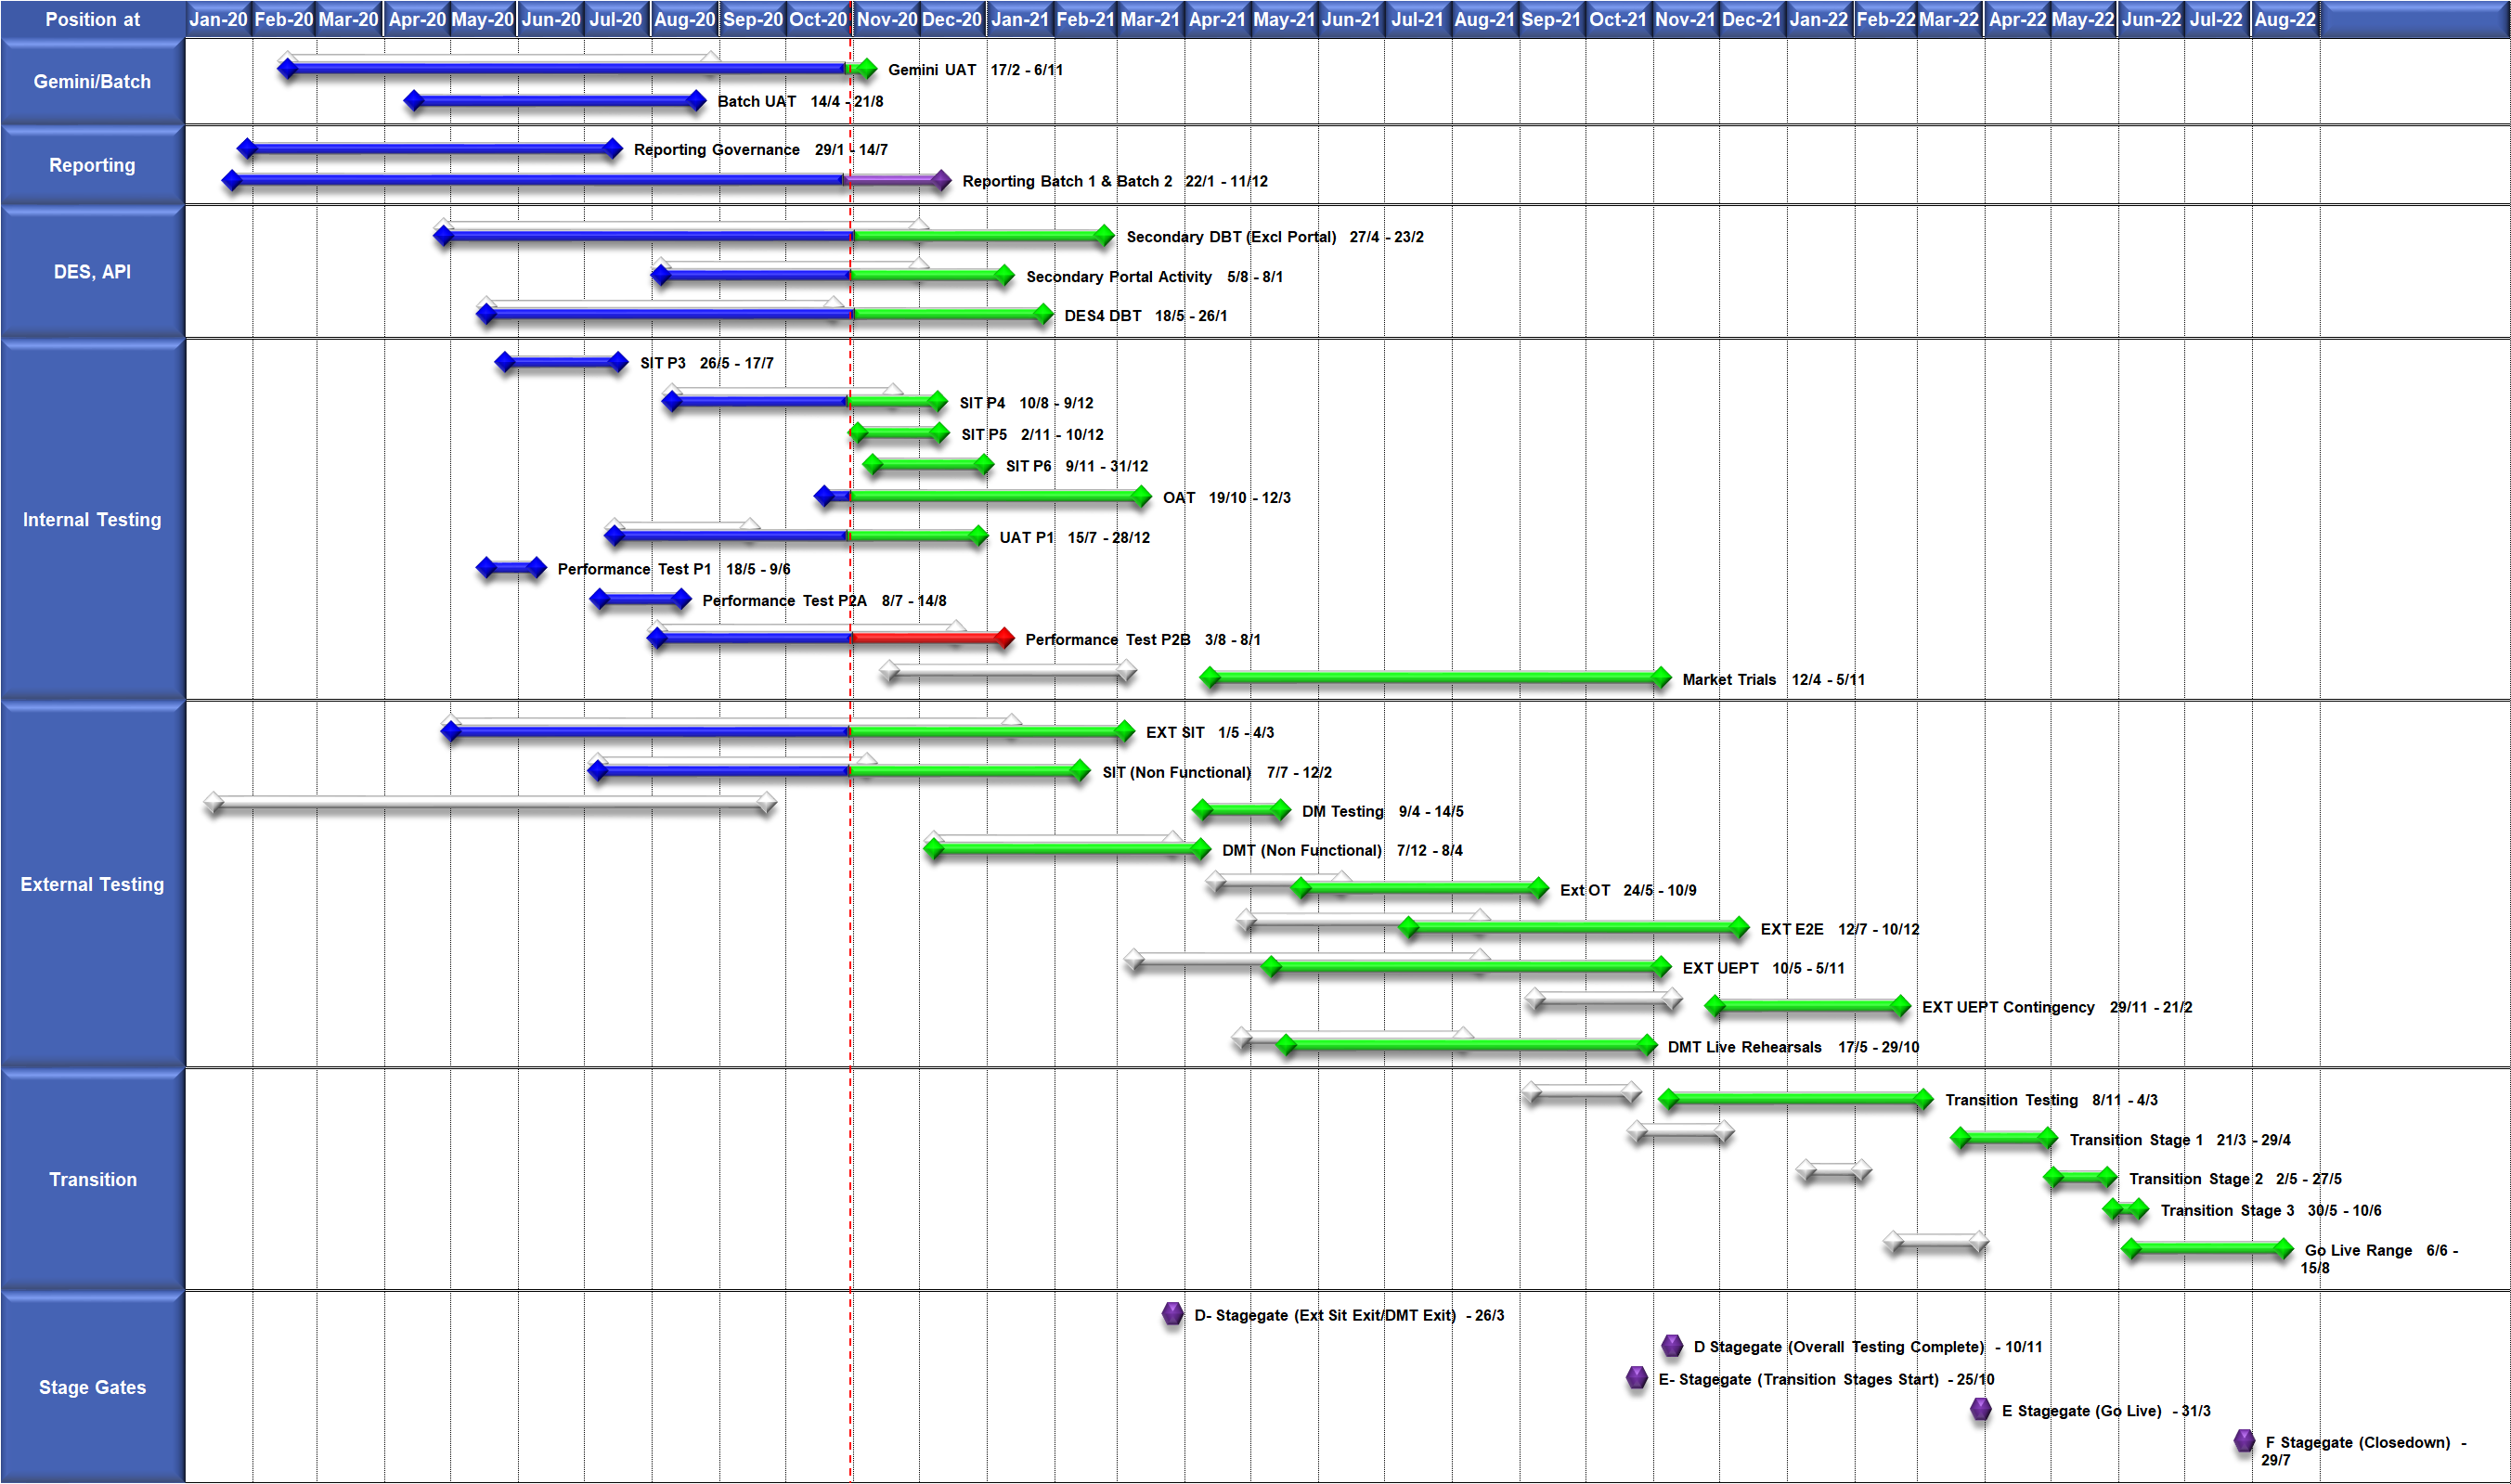 Position at Jan-20 Feb-20 Mar-20 Apr-20 May-20 Jun-20 Jul-20 Aug-20 Sep-20 Oct-20 Nov-20 Dec-20 Jan-21 Feb-21 Mar-21 Apr-21 May-21 Jun-21 Jul-21 Aug-21 Sep-21 Oct-21 Nov-21 Dec-21 Jan-22 Feb-22 Mar-22 Apr-22 May-22 Jun-22 Jul-22 Aug-22
Gemini/Batch
Gemini UAT 17/2 - 6/11
Batch UAT 14/4 - 21/8
Reporting
Reporting Governance 29/1 - 14/7
Reporting Batch 1 & Batch 2 22/1 - 11/12
DES, API
Secondary DBT (Excl Portal) 27/4 - 23/2
Secondary Portal Activity 5/8 - 8/1
DES4 DBT 18/5 - 26/1
Internal Testing
SIT P3 26/5 - 17/7
SIT P4 10/8 - 9/12
SIT P5 2/11 - 10/12
SIT P6 9/11 - 31/12
OAT 19/10 - 12/3
UAT P1 15/7 - 28/12
Performance Test P1 18/5 - 9/6
Performance Test P2A 8/7 - 14/8
Performance Test P2B 3/8 - 8/1
Market Trials 12/4 - 5/11
External Testing
EXT SIT 1/5 - 4/3
SIT (Non Functional) 7/7 - 12/2
DM Testing 9/4 - 14/5
DMT (Non Functional) 7/12 - 8/4
Ext OT 24/5 - 10/9
EXT E2E 12/7 - 10/12
EXT UEPT 10/5 - 5/11
EXT UEPT Contingency 29/11 - 21/2
DMT Live Rehearsals 17/5 - 29/10
Transition
Transition Testing 8/11 - 4/3
Transition Stage 1 21/3 - 29/4
Transition Stage 2 2/5 - 27/5
Transition Stage 3 30/5 - 10/6
Go Live Range 6/6 -
15/8
Stage Gates
D- Stagegate (Ext Sit Exit/DMT Exit) - 26/3
D Stagegate (Overall Testing Complete) - 10/11
E- Stagegate (Transition Stages Start) - 25/10
E Stagegate (Go Live) - 31/3
F Stagegate (Closedown) -
29/7